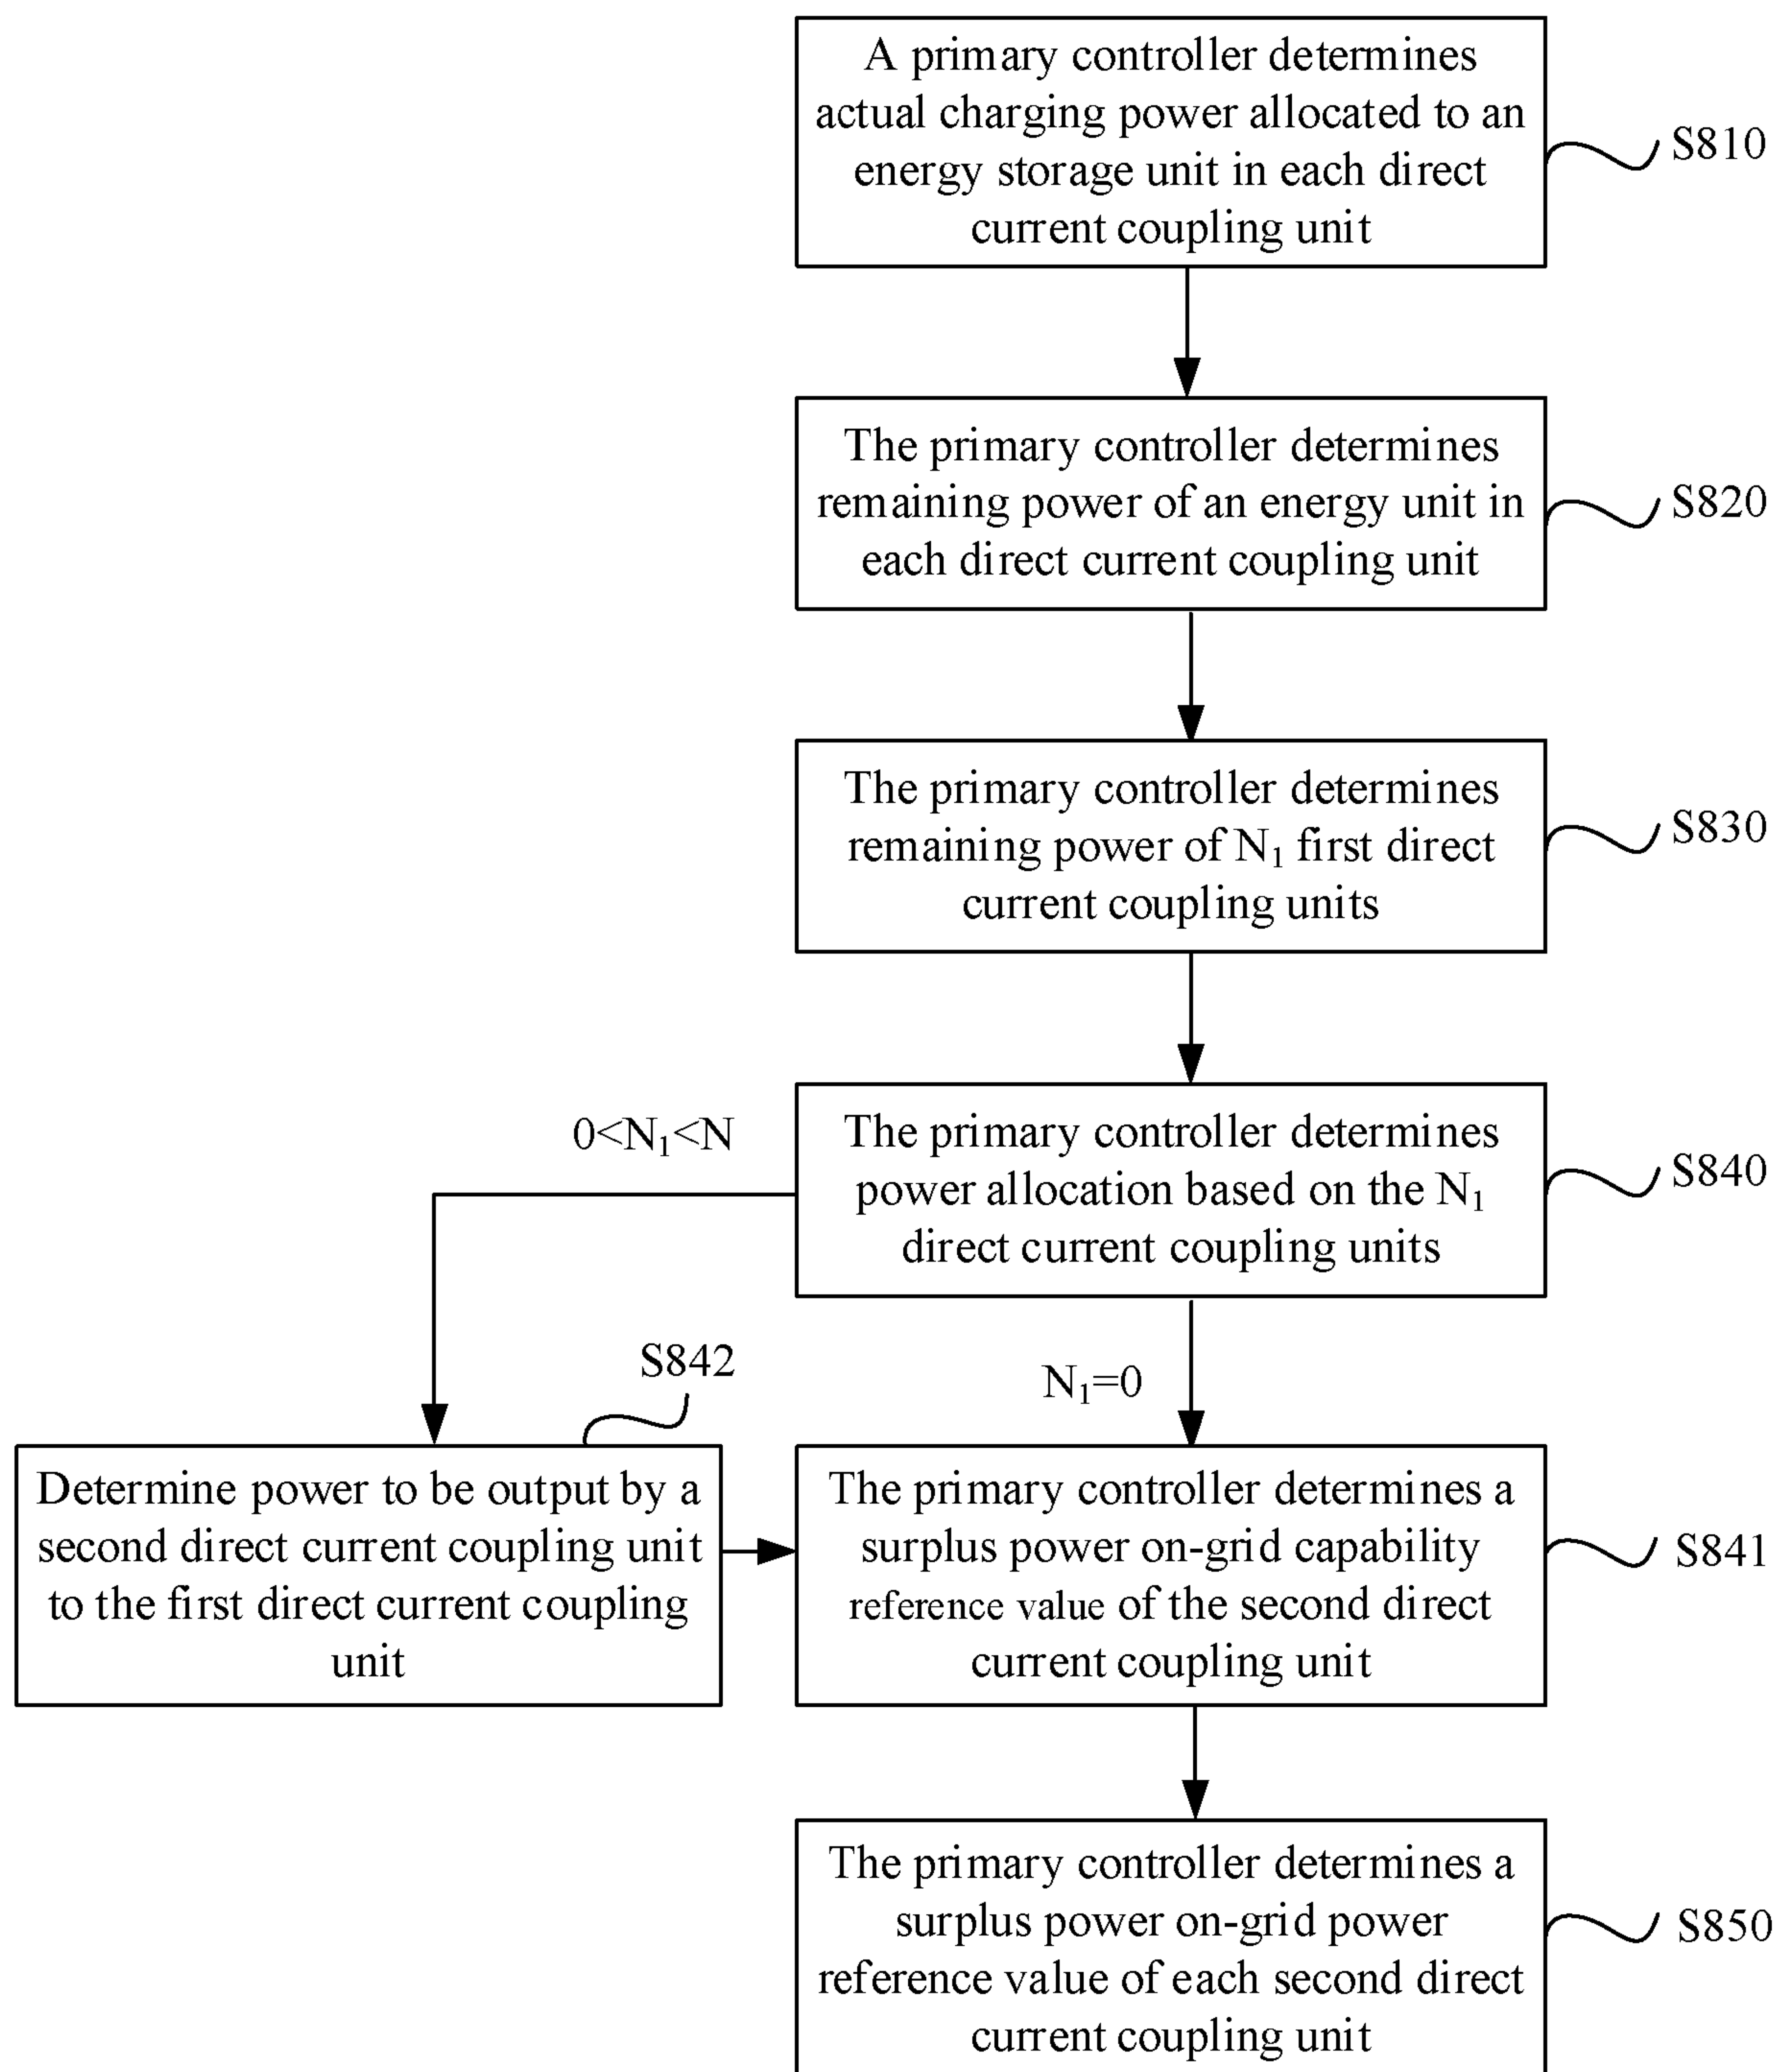 A primary controller determines
actual charging power allocated to an
energy storage unit in each direct
current coupling unit
S810
The primary controller determines
remaining power of an energy unit in
each direct current coupling unit
S820
The primary controller determines
remaining power of N₁ first direct
current coupling units
S830
0<N₁<N
The primary controller determines
power allocation based on the N₁
direct current coupling units
S840
S842
N₁=0
Determine power to be output by a
second direct current coupling unit
to the first direct current coupling
unit
The primary controller determines a
surplus power on-grid capability
reference value of the second direct
current coupling unit
S841
The primary controller determines a
surplus power on-grid power
reference value of each second direct
current coupling unit
S850